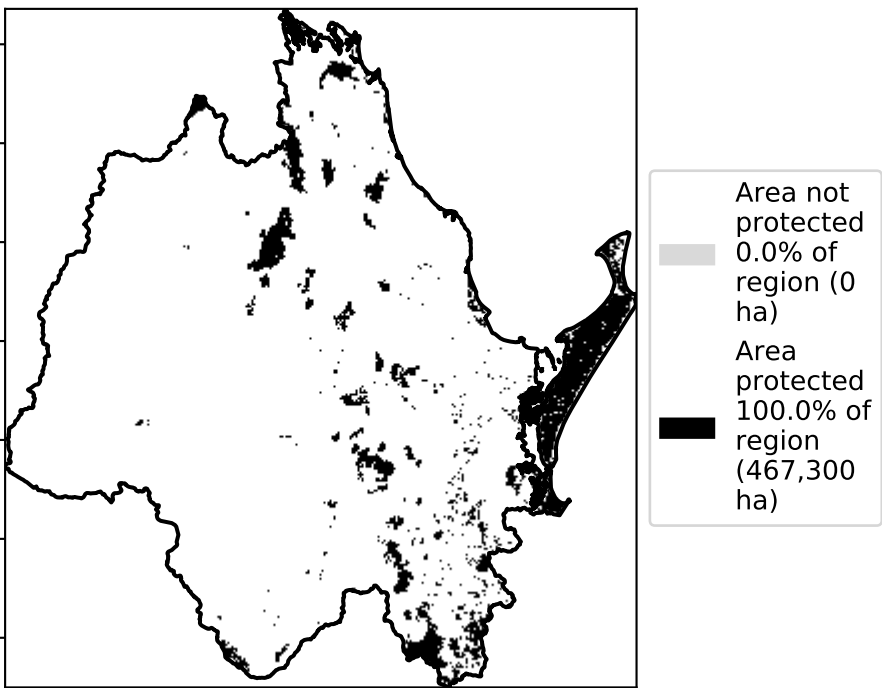 Area not
protected
0.0% of
region (0
ha)
Area
protected
100.0% of
region
(467,300
ha)